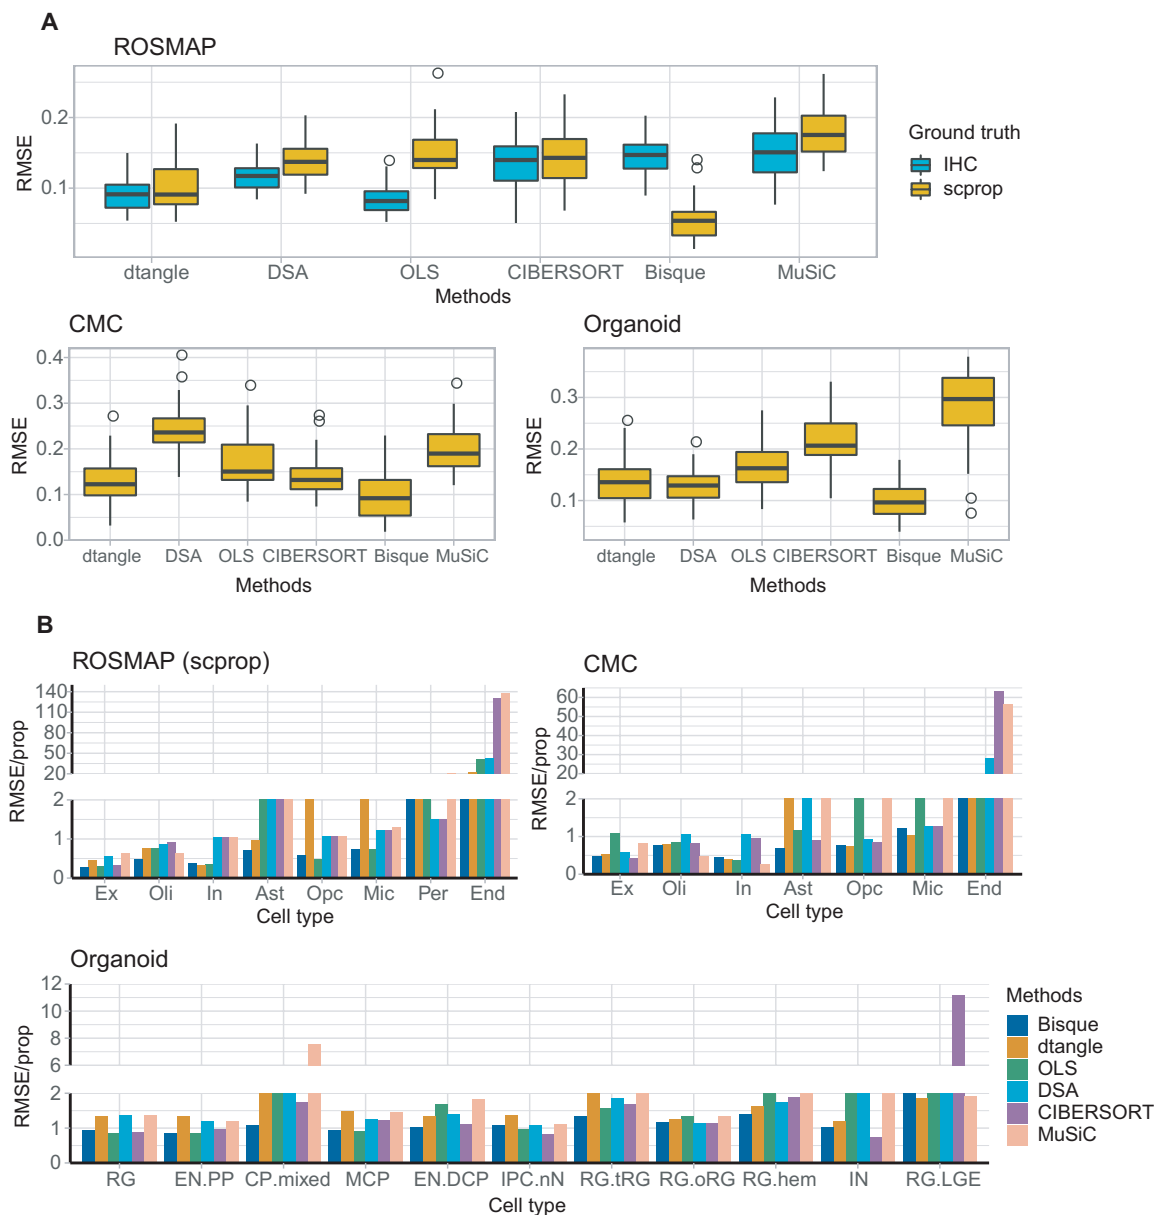 A
ROSMAP
RMSE
0.2
0.1
dtangle DSA OLS CIBERSORT Bisque MuSiC
Methods
Ground truth
IHC
scprop
CMC
RMSE
0.4
0.3
0.2
0.1
0.0
dtangle DSA OLS CIBERSORT Bisque MuSiC
Methods
Organoid
RMSE
0.3
0.2
0.1
dtangle DSA OLS CIBERSORT Bisque MuSiC
Methods
B
ROSMAP (scprop)
RMSE/prop
140
110
80
50
20
2
1
0
Ex Oli In Ast Opc Mic Per End
Cell type
CMC
RMSE/prop
60
50
40
30
20
2
1
0
Ex Oli In Ast Opc Mic End
Cell type
Organoid
RMSE/prop
12
10
8
6
2
1
0
RG EN.PP CP.mixed MCP EN.DCP IPC.nN RG.tRG RG.oRG RG.hem IN RG.LGE
Cell type
Methods
Bisque
dtangle
OLS
DSA
CIBERSORT
MuSiC